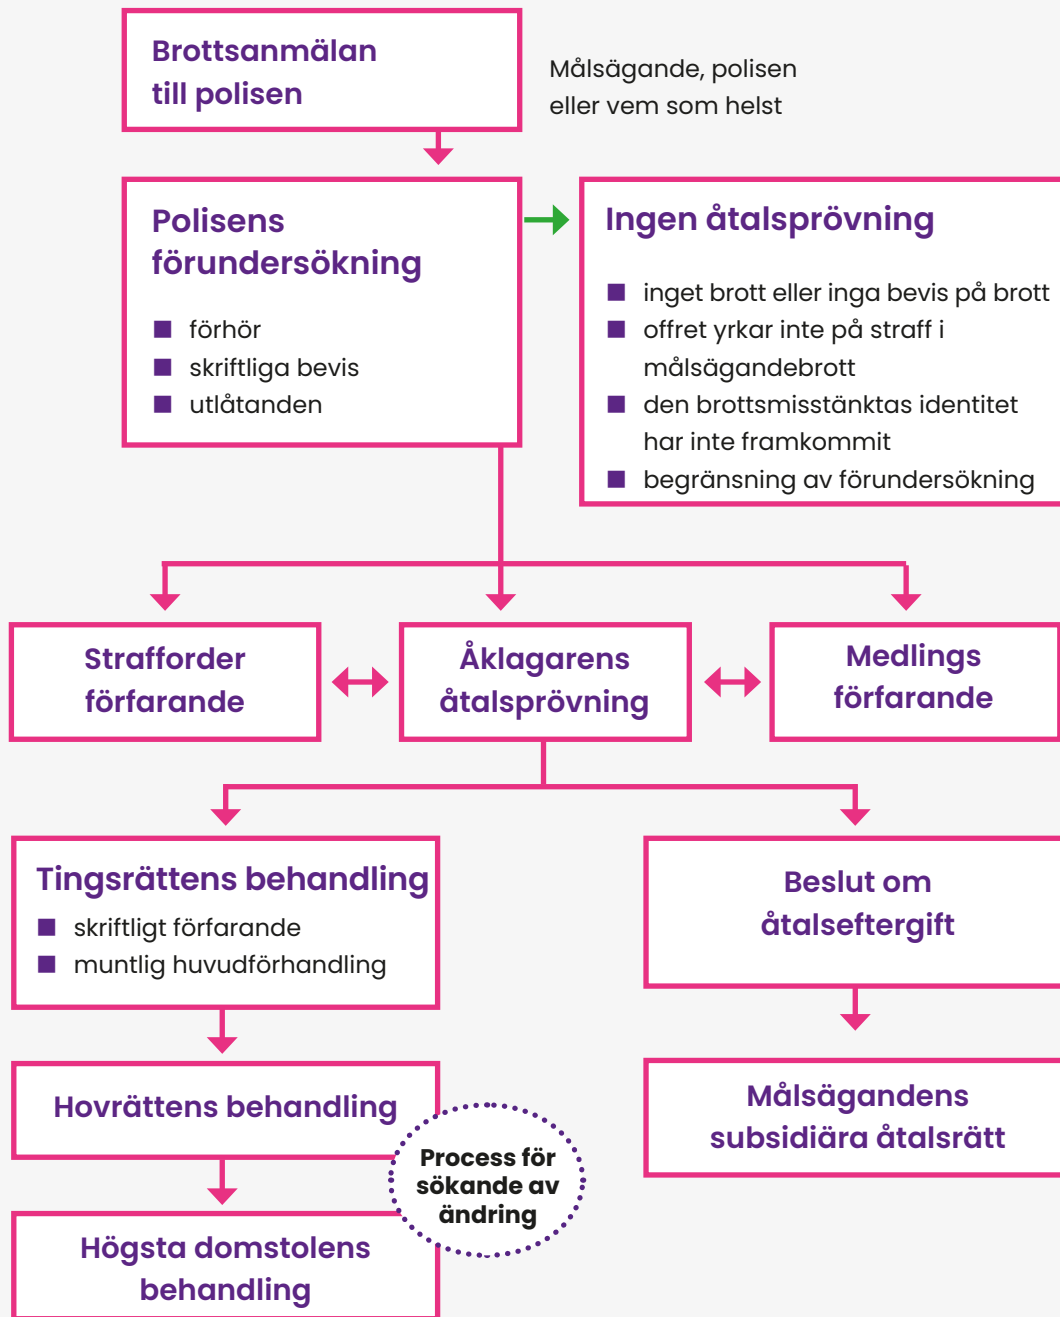 Brottsanmälan
till polisen
Målsägande, polisen
eller vem som helst
Polisens
förundersökning
förhör
skriftliga bevis
utlåtanden
Ingen åtalsprövning
inget brott eller inga bevis på brott
offret yrkar inte på straff i
målsägandebrott
den brottsmisstänktas identitet
har inte framkommit
begränsning av förundersökning
Strafforder
förfarande
Åklagarens
åtalsprövning
Medlings
förfarande
Tingsrättens behandling
skriftligt förfarande
muntlig huvudförhandling
Beslut om
åtalseftergift
Hovrättens behandling
Målsägandens
subsidiära åtalsrätt
Process för
sökande av
ändring
Högsta domstolens
behandling